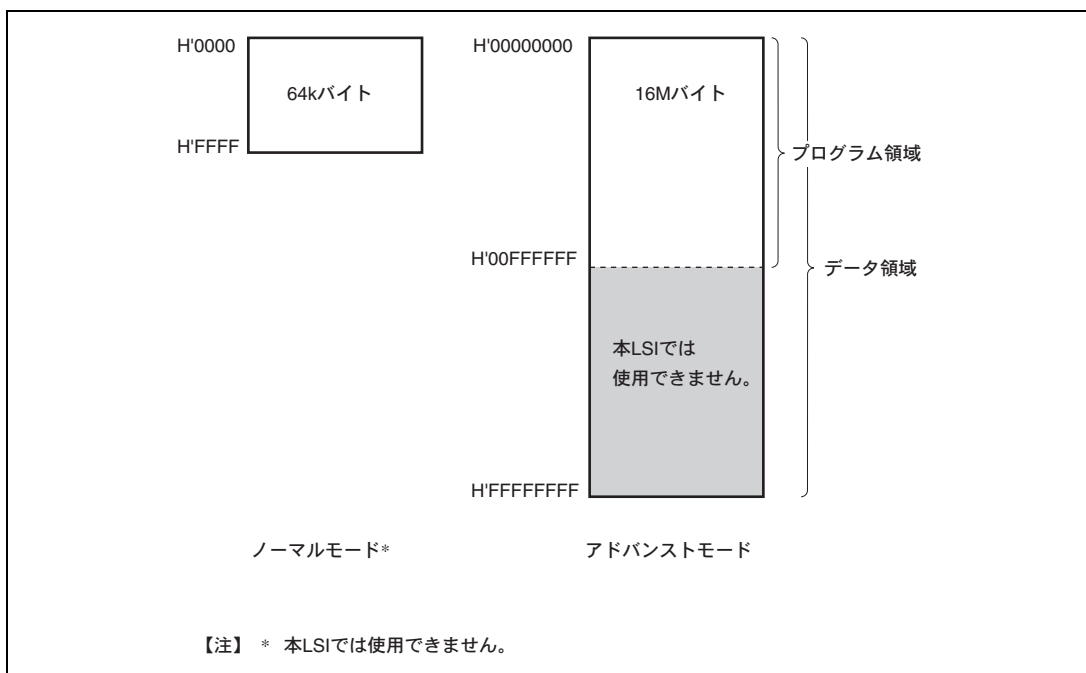 H'0000
64kバイト
H'FFFF
H'00000000
16Mバイト
プログラム領域
H'00FFFFFF
データ領域
本LSIでは
使用できません。
H'FFFFFFFF
ノーマルモード*
アドバンストモード
【注】 * 本LSIでは使用できません。